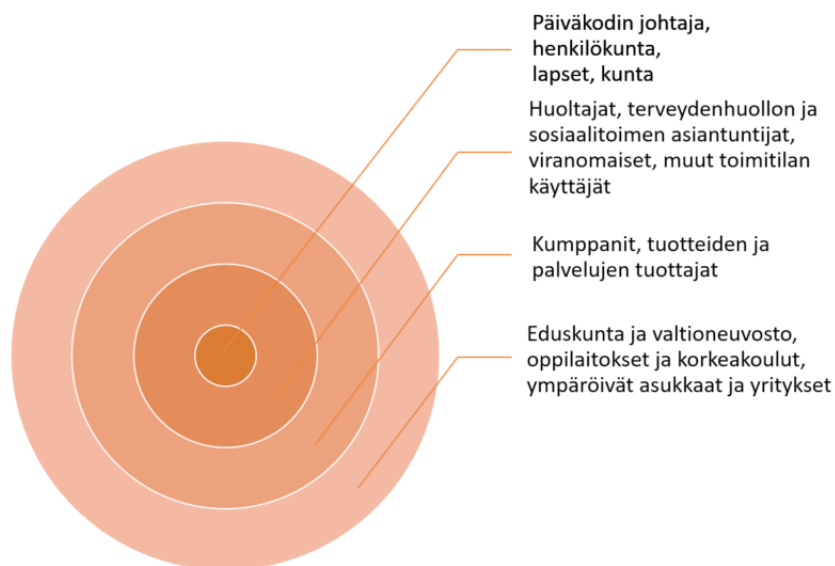 Päiväkodin johtaja,
henkilökunta,
lapset, kunta
Huoltajat, terveydenhuollon ja
sosiaalitoimen asiantuntijat,
viranomaiset, muut toimitilan
käyttäjät
Kumppanit, tuotteiden ja
palvelujen tuottajat
Eduskunta ja valtioneuvosto,
oppilaitokset ja korkeakoulut,
ympäröivät asukkaat ja yritykset